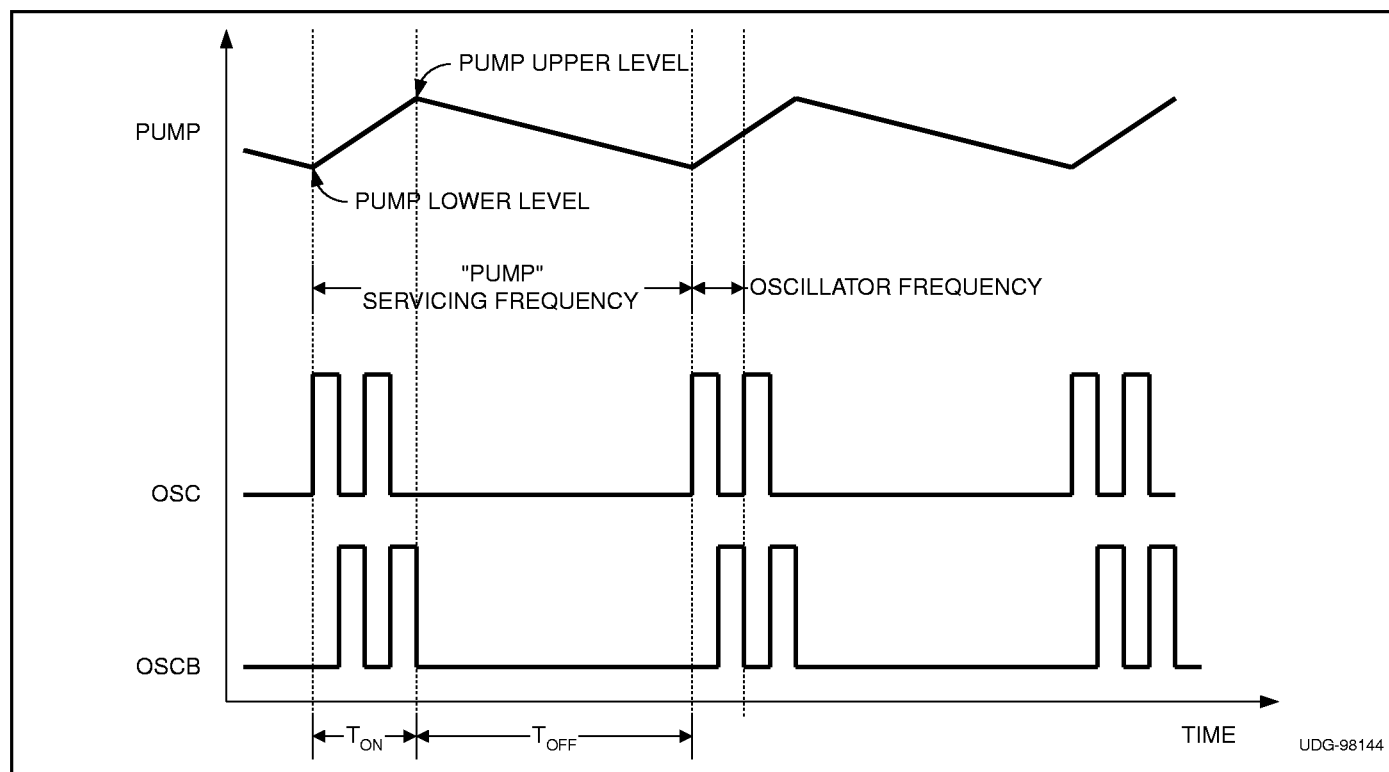 PUMP UPPER LEVEL
PUMP
PUMP LOWER LEVEL
"PUMP"
SERVICING FREQUENCY
OSCILLATOR FREQUENCY
OSC
OSCB
TON
TOFF
TIME
UDG-98144